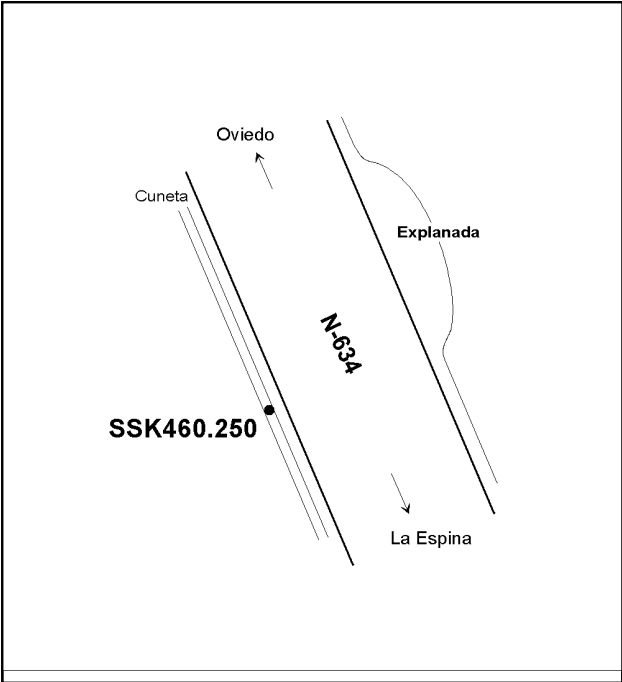 Oviedo
Cuneta
Explanada
N-634
SSK460.250
La Espina